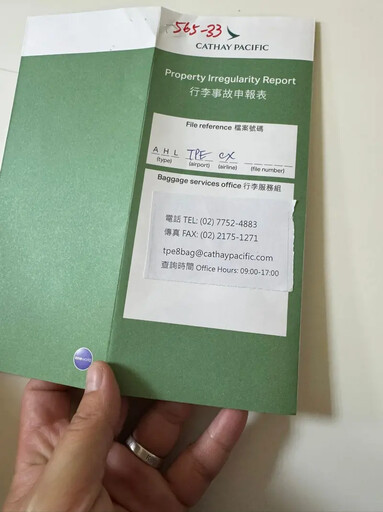 565-33
CATHAY PACIFIC
Property Irregularity Report
行李事故申報表
File reference 檔案號碼
A H L TPE CX
(type) (airport) (airline) (file number)
Baggage services office 行李服務組
電話 TEL: (02) 7752-4883
傳真 FAX: (02) 2175-1271
tpe8bag@cathaypacific.com
查詢時間 Office Hours: 09:00-17:00